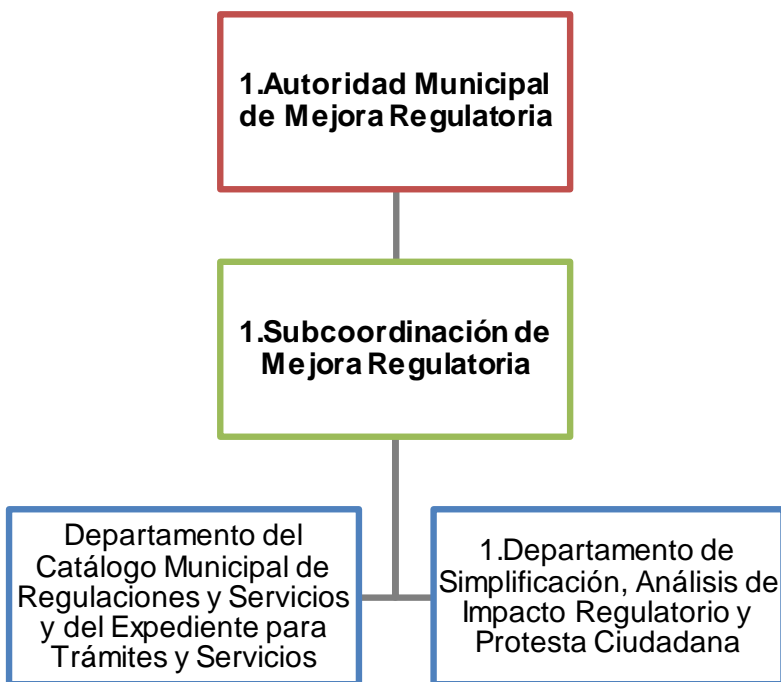 1.Autoridad Municipal
de Mejora Regulatoria
1.Subcoordinación de
Mejora Regulatoria
Departamento del
Catálogo Municipal de
Regulaciones y Servicios
y del Expediente para
Trámites y Servicios
1.Departamento de
Simplificación, Análisis de
Impacto Regulatorio y
Protesta Ciudadana